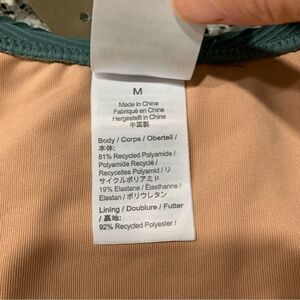 M
Made in China
Fabriqué en Chine
Hergestellt in China
中国製
Body / Corps / Oberteil /
本体:
81% Recycled Polyamide /
Polyamide Recyclé /
Recyceltes Polyamid / リ
サイクルポリアミド
19% Elastane / Élasthanne /
Elastan / ポリウレタン
Lining / Doublure / Futter
/ 裏地:
92% Recycled Polyester /